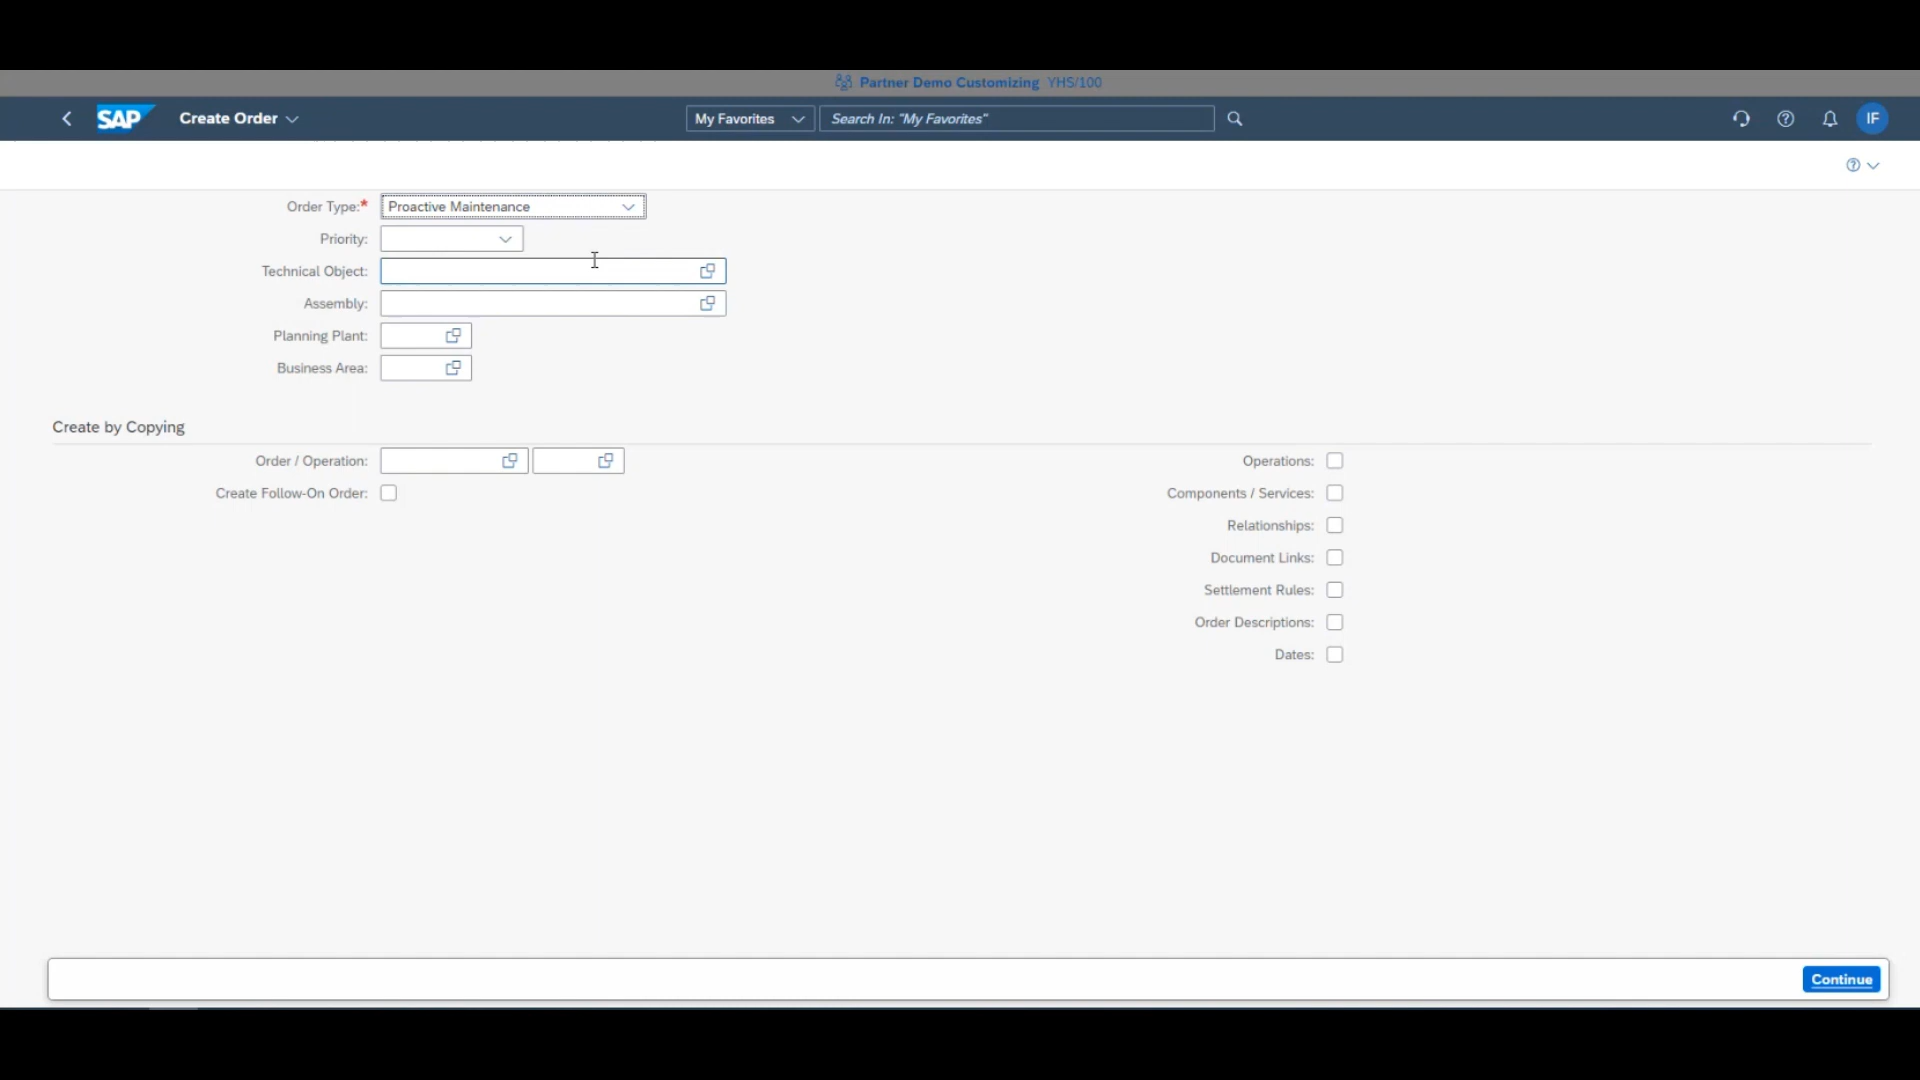 Partner Demo Customizing YHS/100
SAP Create Order My Favorites Search In: "My Favorites" IF
Order Type:* Proactive Maintenance
Priority:
Technical Object:
Assembly:
Planning Plant:
Business Area:
Create by Copying
Order / Operation:
Create Follow-On Order:
Operations:
Components / Services:
Relationships:
Document Links:
Settlement Rules:
Order Descriptions:
Dates:
Continue